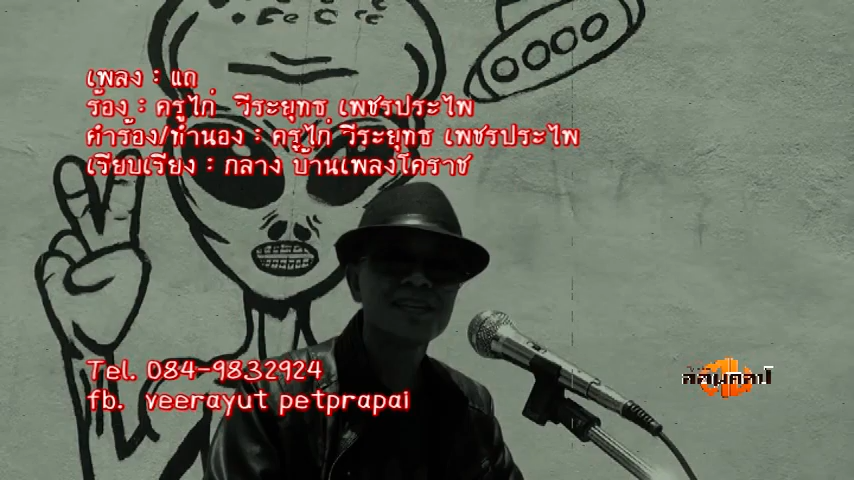 เพลง : แถ
ร้อง : ครูไก่ วีระยุทธ เพชรประไพ
คำร้อง/ทำนอง : ครูไก่ วีระยุทธ เพชรประไพ
เรียบเรียง : กลาง บ้านเพลงโคราช
Tel. 084-9832924
fb. veerayut petprapai